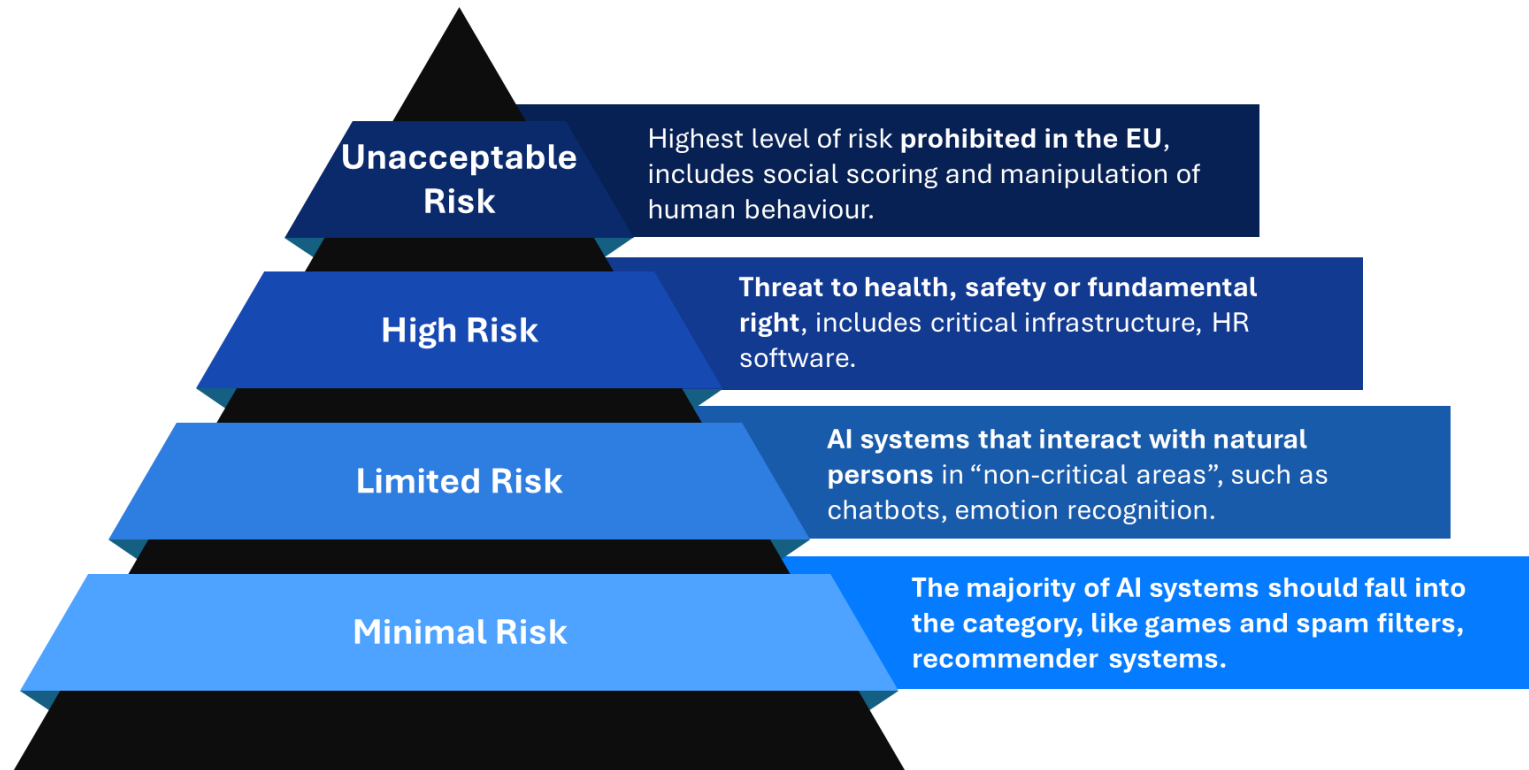 Unacceptable
Risk
Highest level of risk prohibited in the EU,
includes social scoring and manipulation of
human behaviour.
High Risk
Threat to health, safety or fundamental
right, includes critical infrastructure, HR
software.
Limited Risk
AI systems that interact with natural
persons in “non-critical areas”, such as
chatbots, emotion recognition.
Minimal Risk
The majority of AI systems should fall into
the category, like games and spam filters,
recommender systems.